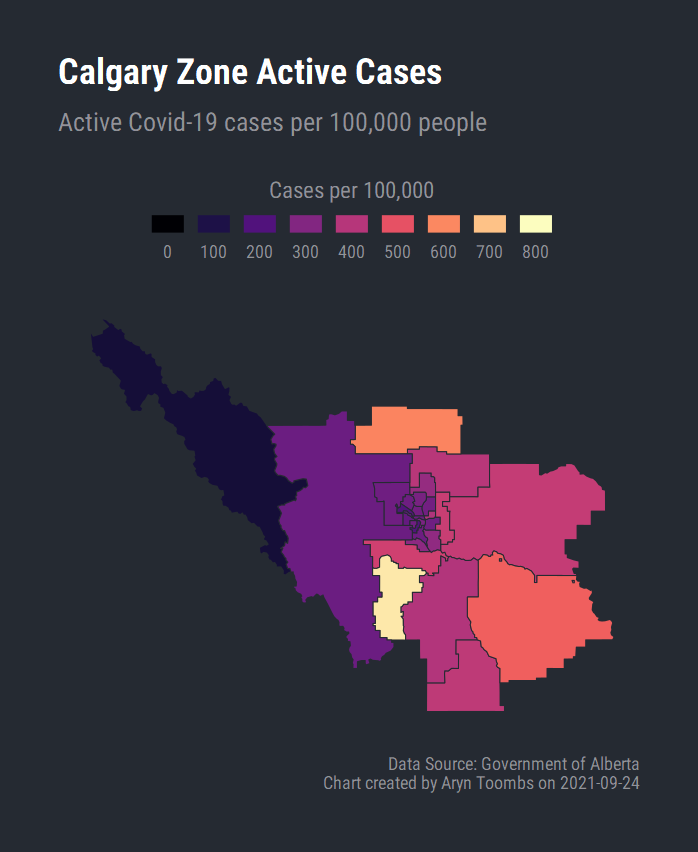 Calgary Zone Active Cases
Active Covid-19 cases per 100,000 people
Cases per 100,000
0 100 200 300 400 500 600 700 800
Data Source: Government of Alberta
Chart created by Aryn Toombs on 2021-09-24